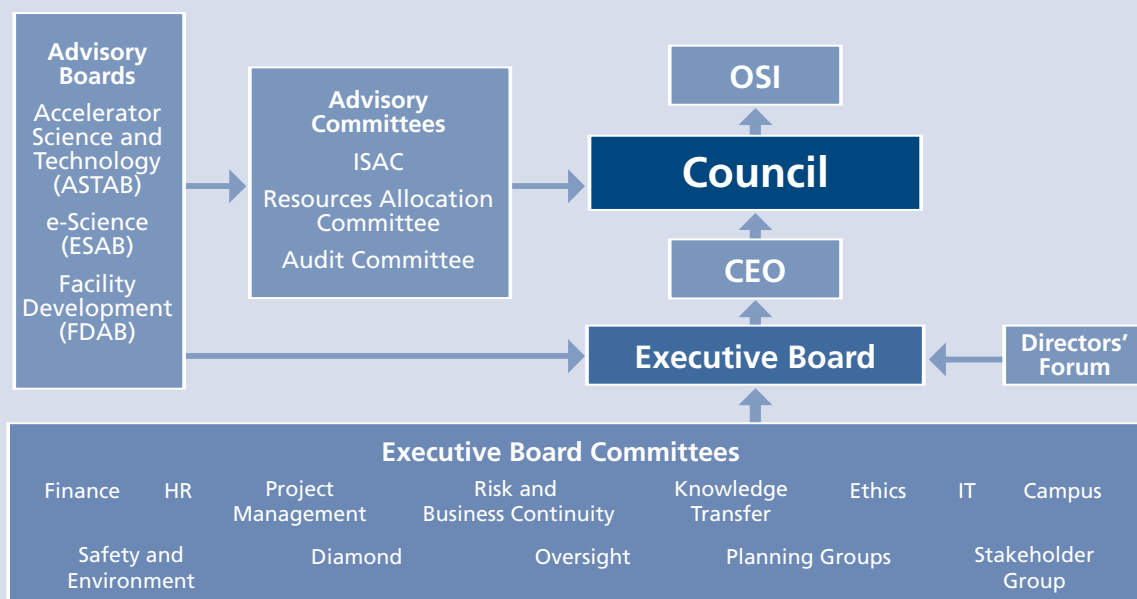 Advisory
Boards
Accelerator
Science and
Technology
(ASTAB)
e-Science
(ESAB)
Facility
Development
(FDAB)
Advisory
Committees
ISAC
Resources Allocation
Committee
Audit Committee
OSI
Council
CEO
Executive Board
Directors'
Forum
Executive Board Committees
Finance
HR
Project
Management
Risk and
Business Continuity
Knowledge
Transfer
Ethics
IT
Campus
Safety and
Environment
Diamond
Oversight
Planning Groups
Stakeholder
Group